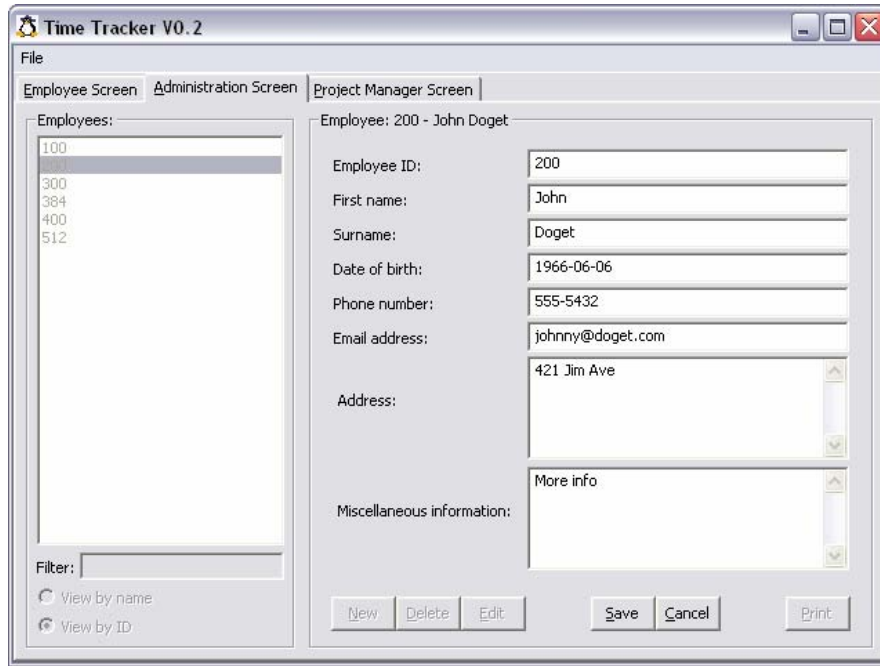 Time Tracker V0.2
File
Employee Screen Administration Screen Project Manager Screen
Employees:
100
200
300
384
400
512
Filter:
View by name
View by ID
Employee: 200 - John Doget
Employee ID: 200
First name: John
Surname: Doget
Date of birth: 1966-06-06
Phone number: 555-5432
Email address: johnny@doget.com
Address: 421 Jim Ave
Miscellaneous information: More info
New Delete Edit Save Cancel Print